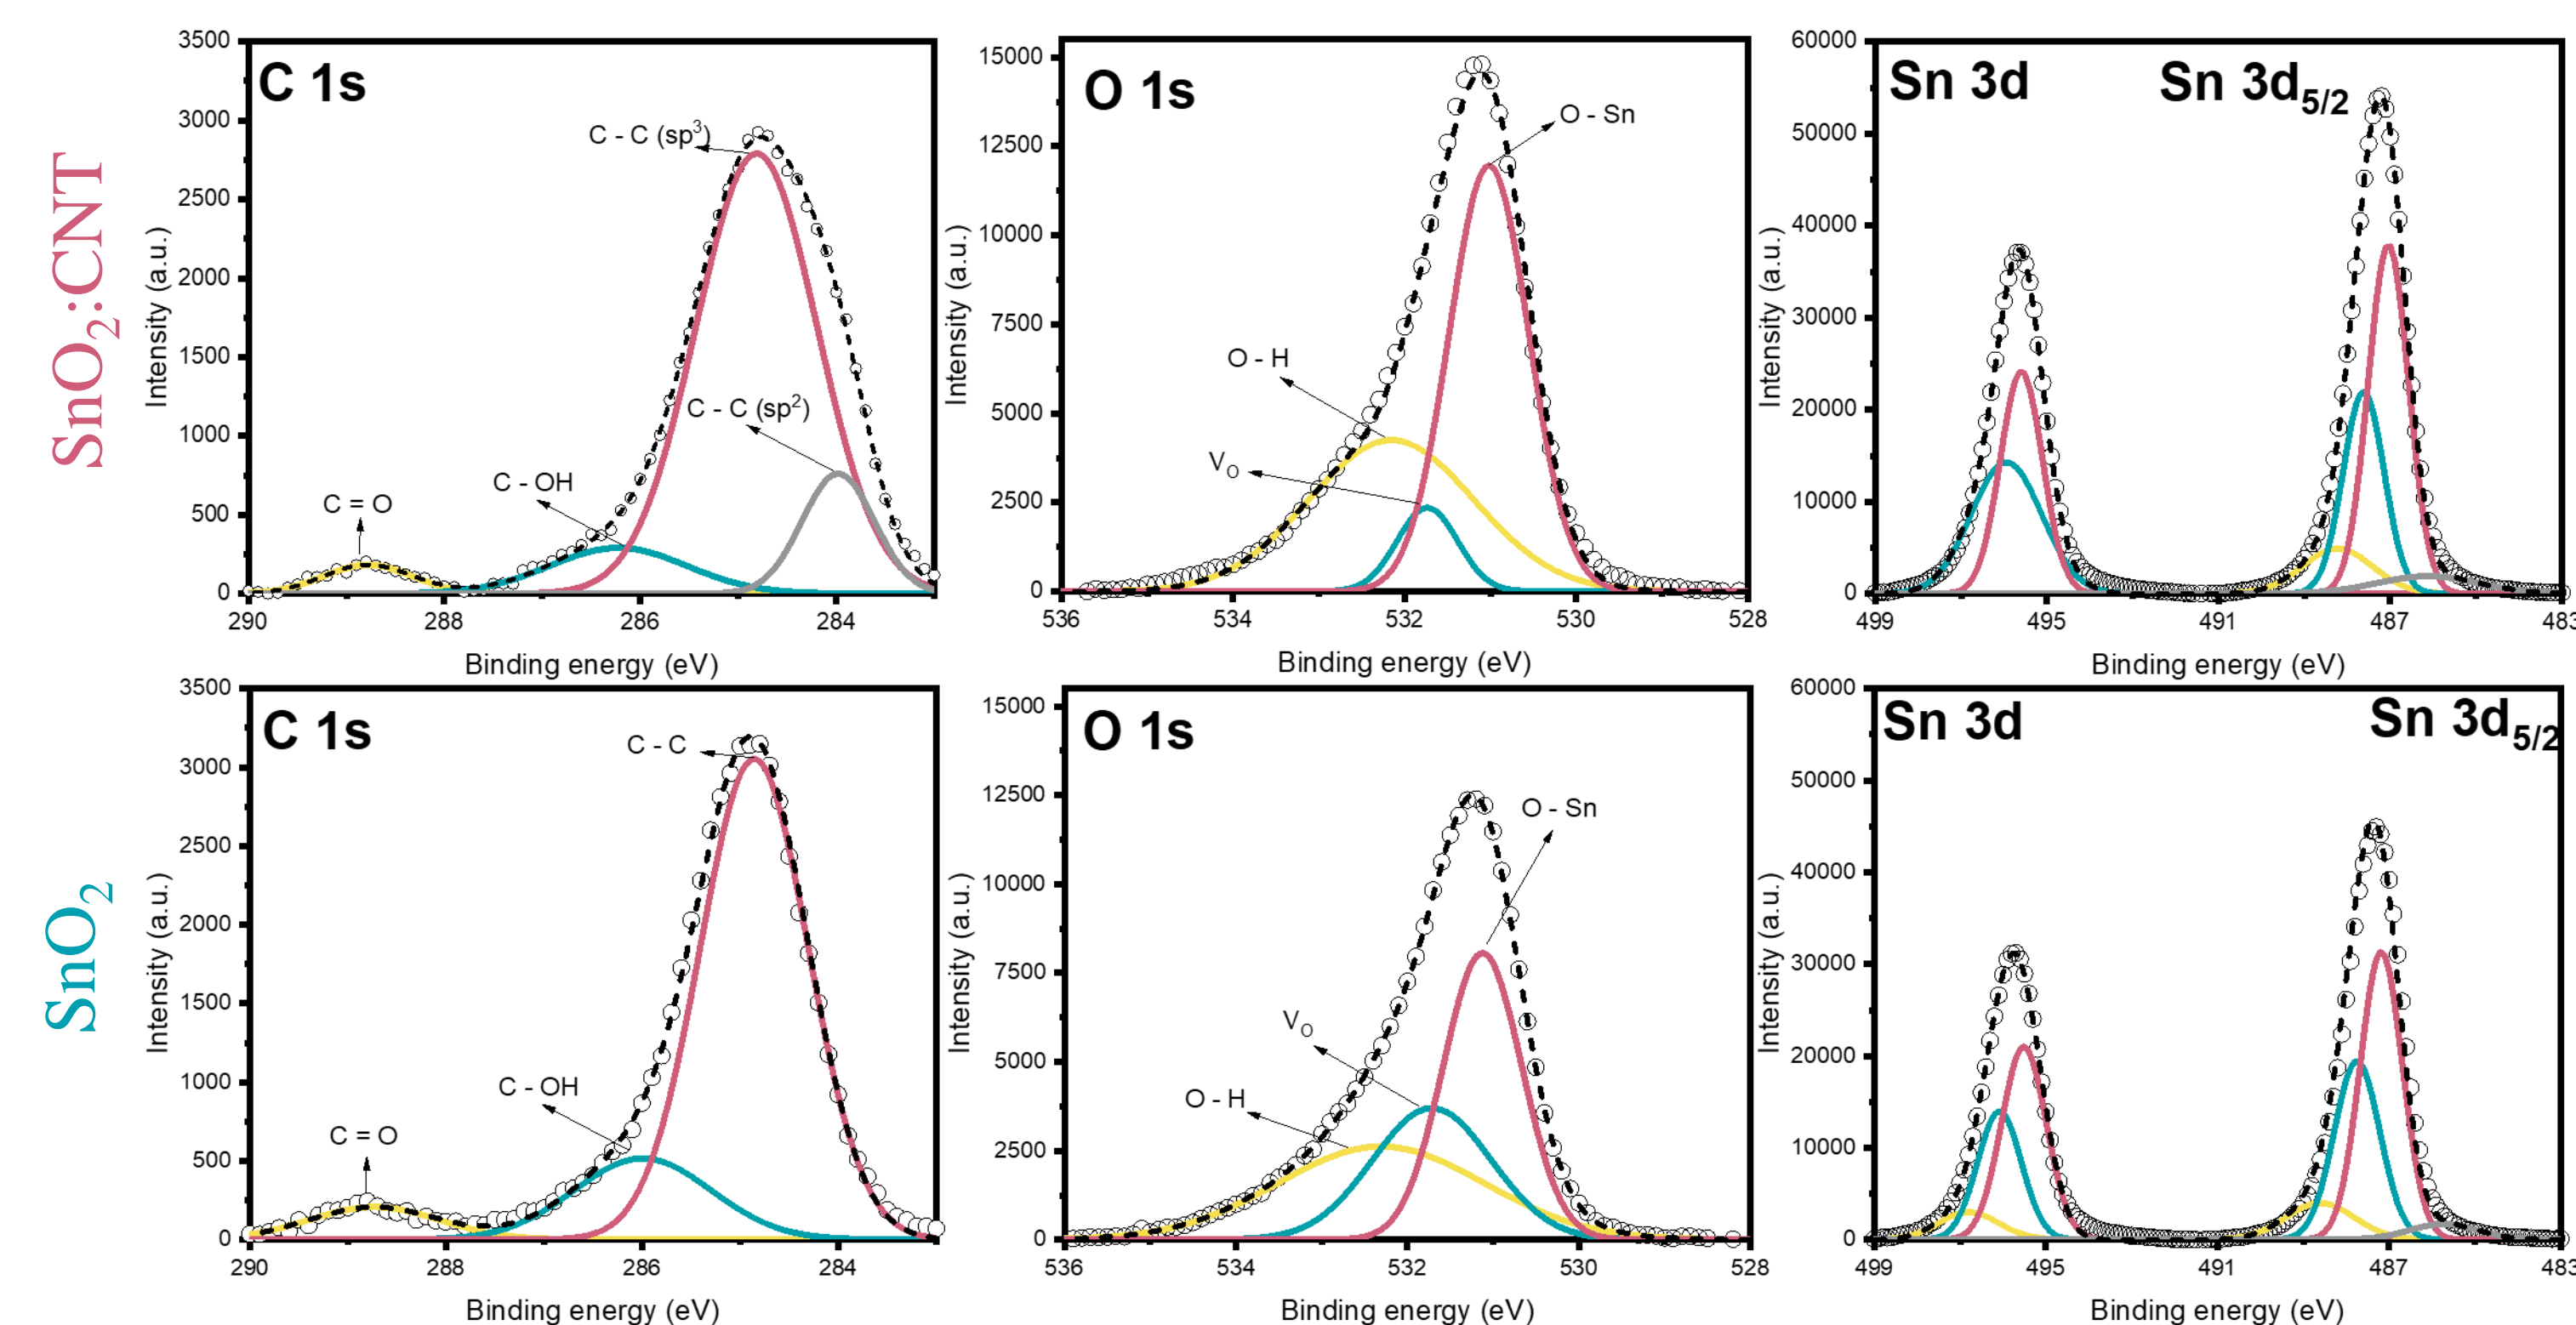 SnO2:CNT
C 1s
3500
3000
2500
2000
1500
1000
500
0
Intensity (a.u.)
C - C (sp3)
C - C (sp2)
C - OH
C = O
290
288
286
284
Binding energy (eV)
O 1s
15000
12500
10000
7500
5000
2500
0
Intensity (a.u.)
O - Sn
O - H
VO
536
534
532
530
528
Binding energy (eV)
Sn 3d
Sn 3d5/2
60000
50000
40000
30000
20000
10000
0
Intensity (a.u.)
499
495
491
487
483
Binding energy (eV)
SnO2
C 1s
3500
3000
2500
2000
1500
1000
500
0
Intensity (a.u.)
C - C
C - OH
C = O
290
288
286
284
Binding energy (eV)
O 1s
15000
12500
10000
7500
5000
2500
0
Intensity (a.u.)
O - Sn
VO
O - H
536
534
532
530
528
Binding energy (eV)
Sn 3d
Sn 3d5/2
60000
50000
40000
30000
20000
10000
0
Intensity (a.u.)
499
495
491
487
483
Binding energy (eV)